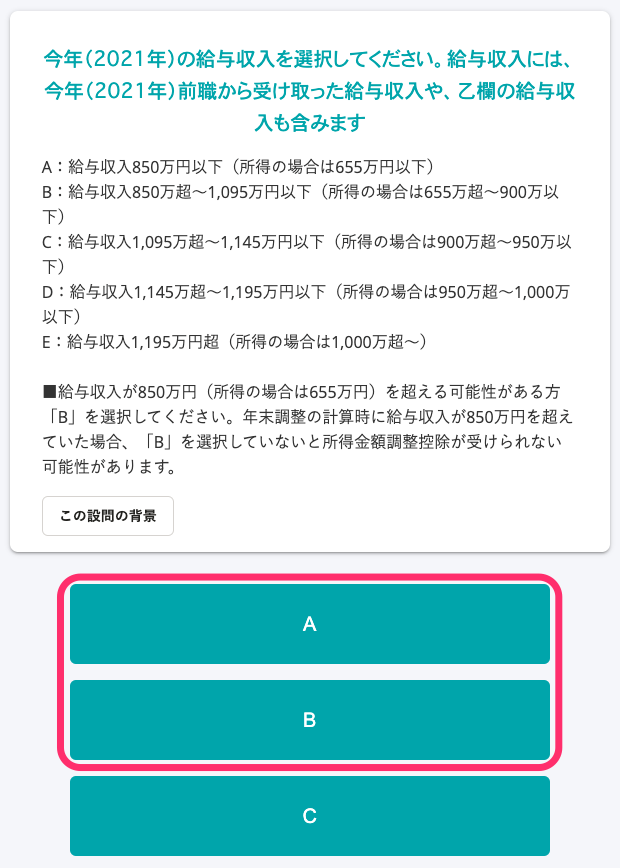 今年（2021年）の給与収入を選択してください。給与収入には、
今年（2021年）前職から受け取った給与収入や、乙欄の給与収
入も含みます
A：給与収入850万円以下（所得の場合は655万円以下）
B：給与収入850万超〜1,095万円以下（所得の場合は655万超〜900万以
下）
C：給与収入1,095万超〜1,145万円以下（所得の場合は900万超〜950万以
下）
D：給与収入1,145万超〜1,195万円以下（所得の場合は950万超〜1,000万
以下）
E：給与収入1,195万円超（所得の場合は1,000万超〜）
■給与収入が850万円（所得の場合は655万円）を超える可能性がある方
「B」を選択してください。年末調整の計算時に給与収入が850万円を超え
ていた場合、「B」を選択していないと所得金額調整控除が受けられない
可能性があります。
この設問の背景
A
B
C